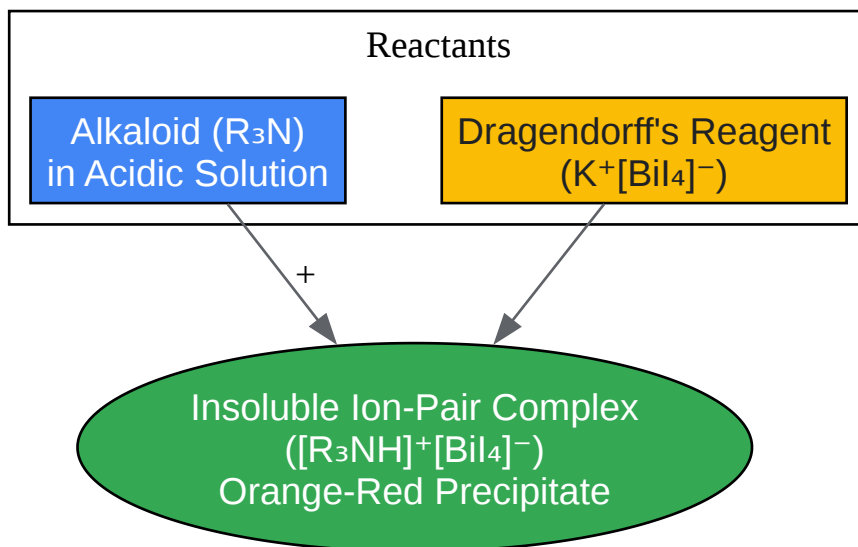 Reactants
Alkaloid (R₃N)
in Acidic Solution
Dragendorff's Reagent
(K⁺[BiI₄]⁻)
+
Insoluble Ion-Pair Complex
([R₃NH]⁺[BiI₄]⁻)
Orange-Red Precipitate